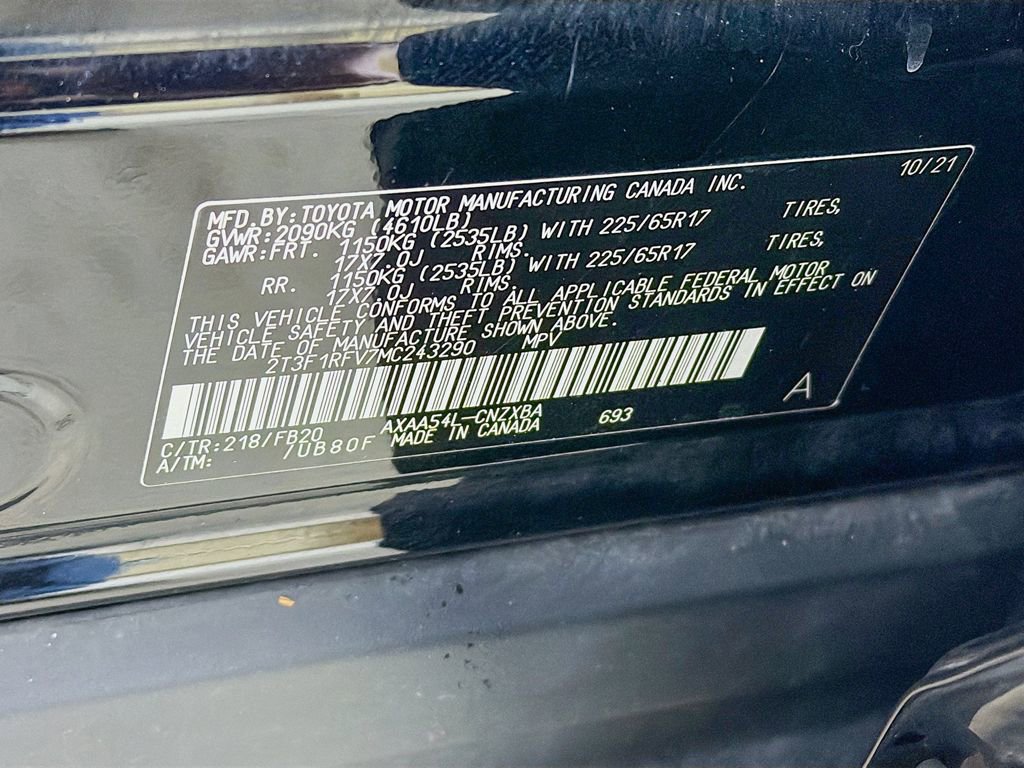 10/21
MFD.BY:TOYOTA MOTOR MANUFACTURING CANADA INC.
GVWR:2090KG (4610LB)
GAWR:FRT. 1150KG (2535LB) WITH 225/65R17 TIRES,
17X7.0J RIMS.
RR. 1150KG (2535LB) WITH 225/65R17 TIRES,
17X7.0J RIMS.
THIS VEHICLE CONFORMS TO ALL APPLICABLE FEDERAL MOTOR
VEHICLE SAFETY AND THEFT PREVENTION STANDARDS IN EFFECT ON
THE DATE OF MANUFACTURE SHOWN ABOVE.
2T3F1RFV7MC243290 MPV
C/TR:218/FB20 AXAA54L-CNZXBA 693 A
A/TM: /UB80F MADE IN CANADA